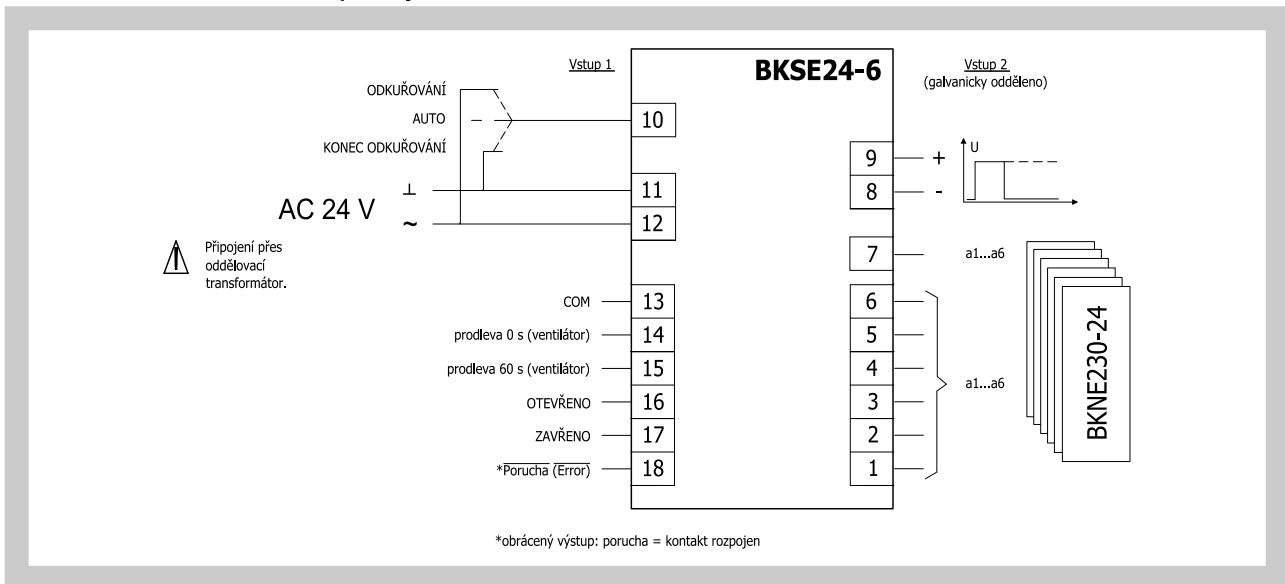 Vstup 1
BKSE24-6
Vstup 2
(galvanicky odděleno)
ODKUŘOVÁNÍ
AUTO
KONEC ODKUŘOVÁNÍ
10
11
12
⊥
AC 24 V
~
Připojení přes
oddělovací
transformátor.
9
+
8
-
U
7
a1...a6
COM
13
prodleva 0 s (ventilátor)
14
prodleva 60 s (ventilátor)
15
OTEVŘENO
16
ZAVŘENO
17
*Porucha (Error)
18
6
5
4
3
2
1
a1...a6
BKNE230-24
*obrácený výstup: porucha = kontakt rozpojen